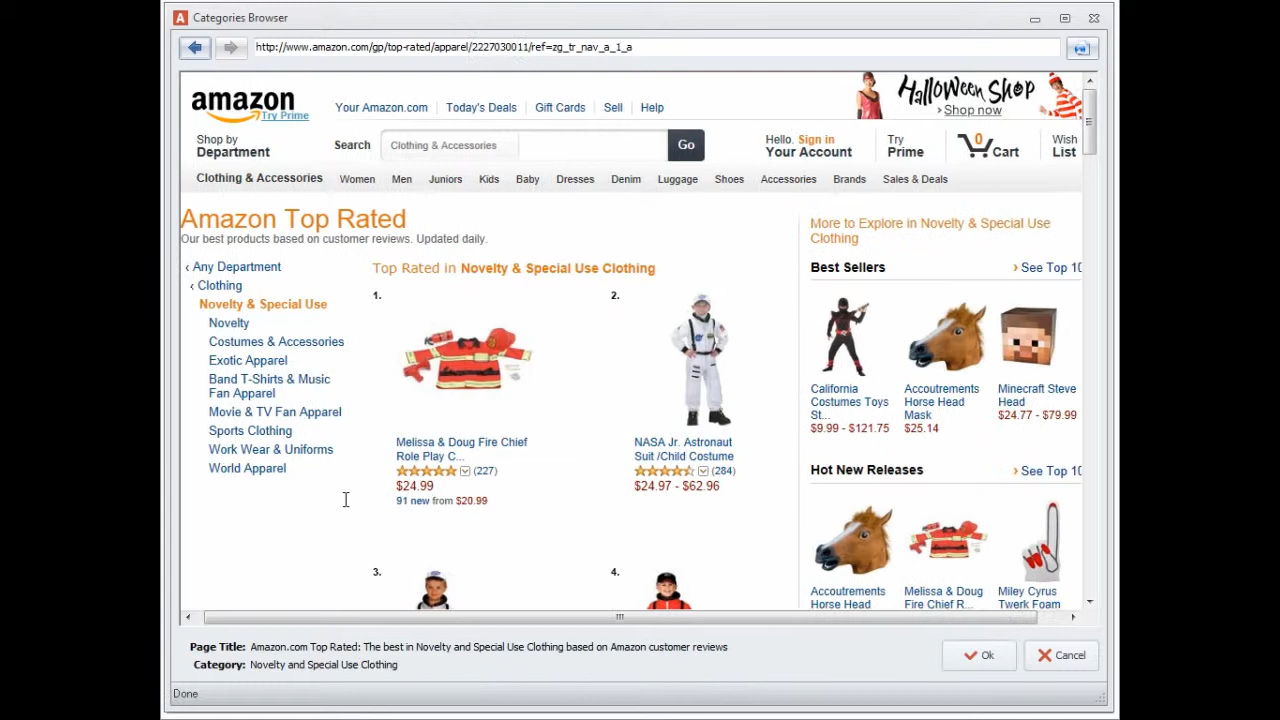 Categories Browser
http://www.amazon.com/gp/top-rated/apparel/2227030011/ref=zg_tr_nav_a_1_a
amazon
Try Prime
Your Amazon.com
Today's Deals
Gift Cards
Sell
Help
Halloween Shop
› Shop now
Shop by
Department
Search
Clothing & Accessories
Go
Hello. Sign in
Your Account
Try
Prime
0
Cart
Wish
List
Clothing & Accessories
Women
Men
Juniors
Kids
Baby
Dresses
Denim
Luggage
Shoes
Accessories
Brands
Sales & Deals
Amazon Top Rated
Our best products based on customer reviews. Updated daily.
‹ Any Department
‹ Clothing
Novelty & Special Use
Novelty
Costumes & Accessories
Exotic Apparel
Band T-Shirts & Music
Fan Apparel
Movie & TV Fan Apparel
Sports Clothing
Work Wear & Uniforms
World Apparel
Top Rated in Novelty & Special Use Clothing
1.
Melissa & Doug Fire Chief
Role Play C...
(227)
$24.99
91 new from $20.99
2.
NASA Jr. Astronaut
Suit /Child Costume
(284)
$24.97 - $62.96
3.
4.
More to Explore in Novelty & Special Use
Clothing
Best Sellers
› See Top 10
California
Costumes Toys
St...
$9.99 - $121.75
Accoutrements
Horse Head
Mask
$25.14
Minecraft Steve
Head
$24.77 - $79.99
Hot New Releases
› See Top 10
Accoutrements
Horse Head
Melissa & Doug
Fire Chief R...
Miley Cyrus
Twerk Foam
Page Title: Amazon.com Top Rated: The best in Novelty and Special Use Clothing based on Amazon customer reviews
Category: Novelty and Special Use Clothing
Ok
Cancel
Done